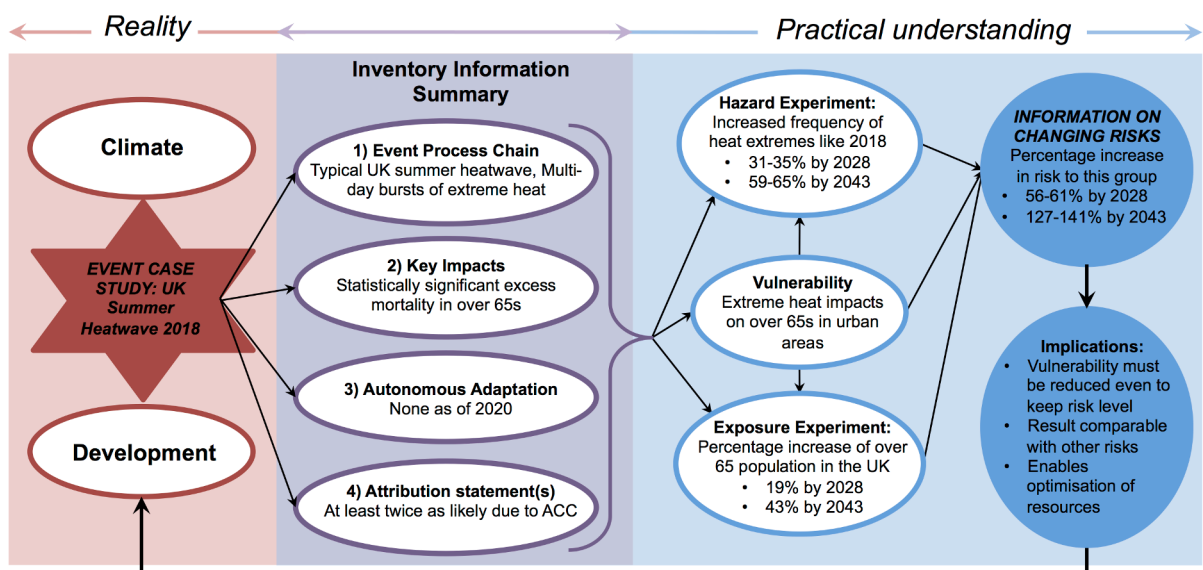 Reality
Practical understanding
Climate
EVENT CASE
STUDY: UK
Summer
Heatwave 2018
Development
Inventory Information
Summary
1) Event Process Chain
Typical UK summer heatwave, Multi-
day bursts of extreme heat
2) Key Impacts
Statistically significant excess
mortality in over 65s
3) Autonomous Adaptation
None as of 2020
4) Attribution statement(s)
At least twice as likely due to ACC
Hazard Experiment:
Increased frequency of
heat extremes like 2018
• 31-35% by 2028
• 59-65% by 2043
Vulnerability
Extreme heat impacts
on over 65s in urban
areas
Exposure Experiment:
Percentage increase of over
65 population in the UK
• 19% by 2028
• 43% by 2043
INFORMATION ON
CHANGING RISKS
Percentage increase
in risk to this group
• 56-61% by 2028
• 127-141% by 2043
Implications:
• Vulnerability must
be reduced even to
keep risk level
• Result comparable
with other risks
• Enables
optimisation of
resources